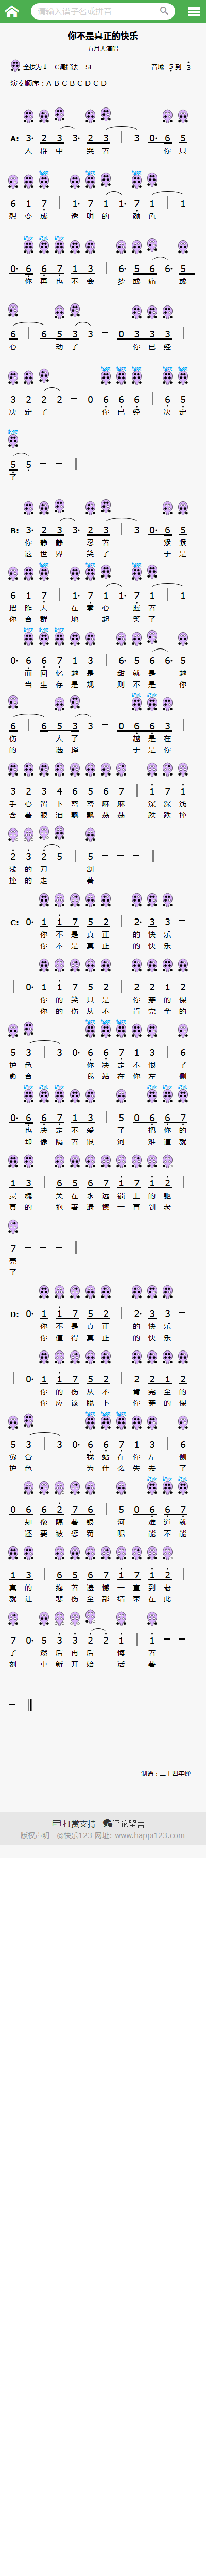 请输入笛子名或拼音
你不是真正的快乐
五月天演唱
全按为 1 C调指法 SF 音域 5 到 3
演奏顺序：A B C B C D C D
A: 3· 2 3 3· 2 3 | 3 0· 6 5
人 群 中 哭 着 你 只
6 1 7 | 1· 7 1 1· 7 1 | 1
想 变 成 透 明 的 颜 色
0· 6 6 7 1 3 | 6· 5 6 6· 5
你 再 也 不 会 梦 或 痛 或
6 | 6 5 3 3 – 0 3 3 3 |
心 动 了 你 已 经
3 2 2 2 – 0 6 6 6 | 6 5
决 定 了 你 已 经 决 定
5 5 – –
了
B: 3· 2 3 3· 2 3 | 3 0· 6 5
你 静 静 忍 着 紧 紧
这 世 界 笑 了 于 是
6 1 7 | 1· 7 1 1· 7 1 | 1
把 昨 天 在 拳 心 握 着
你 合 群 地 一 起 笑 了
0· 6 6 7 1 3 | 6· 5 6 6· 5
而 回 忆 越 是 甜 就 是 越
当 生 存 是 规 则 不 是 你
6 | 6 5 3 3 – 0 6 6 3 |
伤 人 了 越 是 在
的 选 择 于 是 你
3 2 3 4 6 5 6 7 | 1 7 1
手 心 留 下 密 密 麻 麻 深 深 浅
含 着 眼 泪 飘 飘 荡 荡 跌 跌 撞
2 3 2 5 | 5 – – –
浅 的 刀 割
撞 的 走 着
C: 0· 1 1 7 5 2 | 2· 3 3 –
你 不 是 真 正 的 快 乐
你 不 是 真 正 的 快 乐
| 0· 1 1 7 5 2 | 2 2 1 2
你 的 笑 只 是 你 穿 的 保
你 的 伤 从 不 肯 完 全 的
5 3 | 3 0· 6 6 7 1 3 | 6
护 色 你 决 定 不 恨 了
愈 合 我 站 在 你 左 侧
0· 6 6 7 1 3 | 5 0 6 6 7
也 决 定 不 爱 了 把 你 的
却 像 隔 着 银 河 难 道 就
1 3 | 6 5 6 7 | 1 7 1 2 |
灵 魂 关 在 永 远 锁 上 的 躯
真 的 抱 着 遗 憾 一 直 到 老
7 – – –
壳
了
D: 0· 1 1 7 5 2 | 2· 3 3 –
你 不 是 真 正 的 快 乐
你 值 得 真 正 的 快 乐
| 0· 1 1 7 5 2 | 2 2 1 2
你 的 伤 从 不 肯 完 全 的
你 应 该 脱 下 你 穿 的 保
5 3 | 3 0· 6 6 7 1 3 | 6
愈 合 我 站 在 你 左 侧
护 色 为 什 么 失 去 了
0 6 6 2 7 6 | 5 0 6 6 7
却 像 隔 着 银 河 难 道 就
还 要 被 惩 罚 呢 能 不 能
1 3 | 6 5 6 7 | 1 7 1 2 |
真 的 抱 着 遗 憾 一 直 到 老
就 让 悲 伤 全 部 结 束 在 此
7 0· 5 3 3 2 2 1 | 1 – –
了 然 后 再 后 悔 着
刻 重 新 开 始 活 着
–
制谱：二十四年蝉
打赏支持 评论留言
版权声明 ©快乐123 网址: www.happi123.com